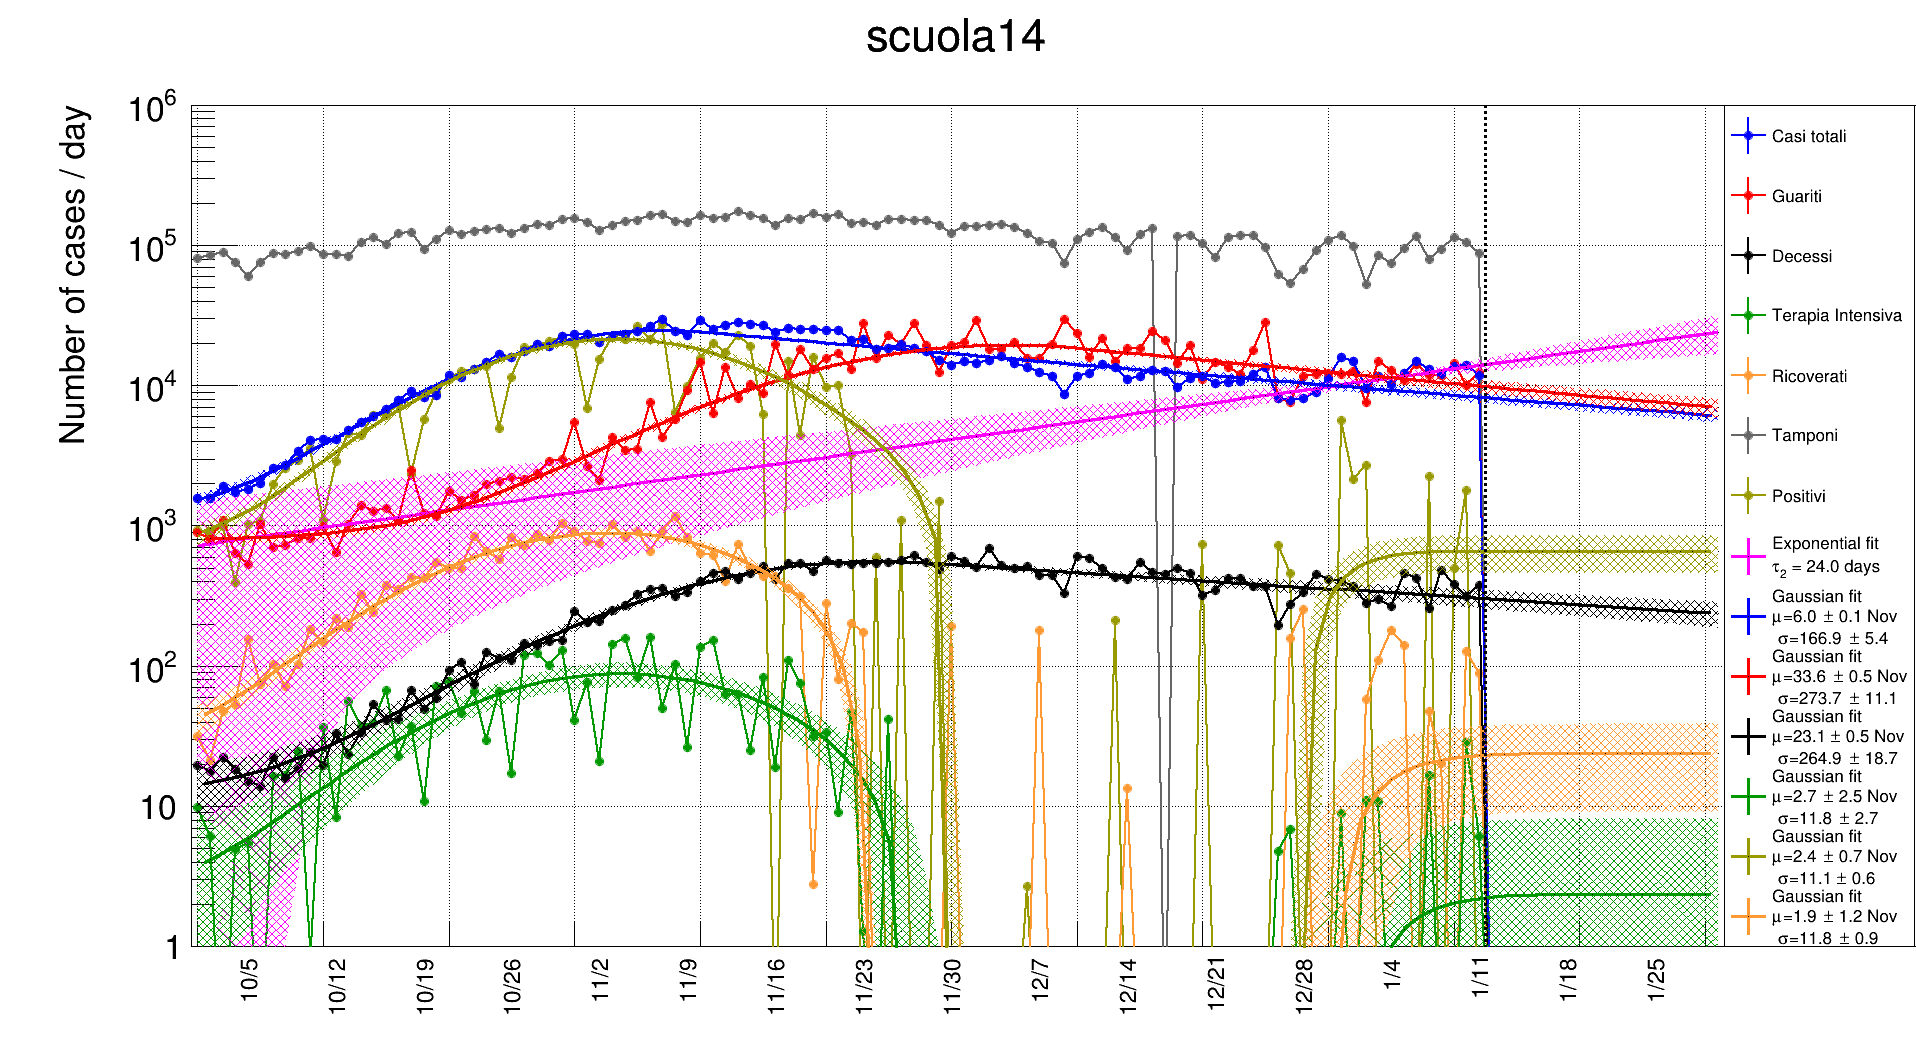 scuola14
Number of cases / day
10^6
10^5
10^4
10^3
10^2
10
1
10/5
10/12
10/19
10/26
11/2
11/9
11/16
11/23
11/30
12/7
12/14
12/21
12/28
1/4
1/11
1/18
1/25
Casi totali
Guariti
Decessi
Terapia Intensiva
Ricoverati
Tamponi
Positivi
Exponential fit
τ₂ = 24.0 days
Gaussian fit
μ=6.0 ± 0.1 Nov
σ=166.9 ± 5.4
Gaussian fit
μ=33.6 ± 0.5 Nov
σ=273.7 ± 11.1
Gaussian fit
μ=23.1 ± 0.5 Nov
σ=264.9 ± 18.7
Gaussian fit
μ=2.7 ± 2.5 Nov
σ=11.8 ± 2.7
Gaussian fit
μ=2.4 ± 0.7 Nov
σ=11.1 ± 0.6
Gaussian fit
μ=1.9 ± 1.2 Nov
σ=11.8 ± 0.9